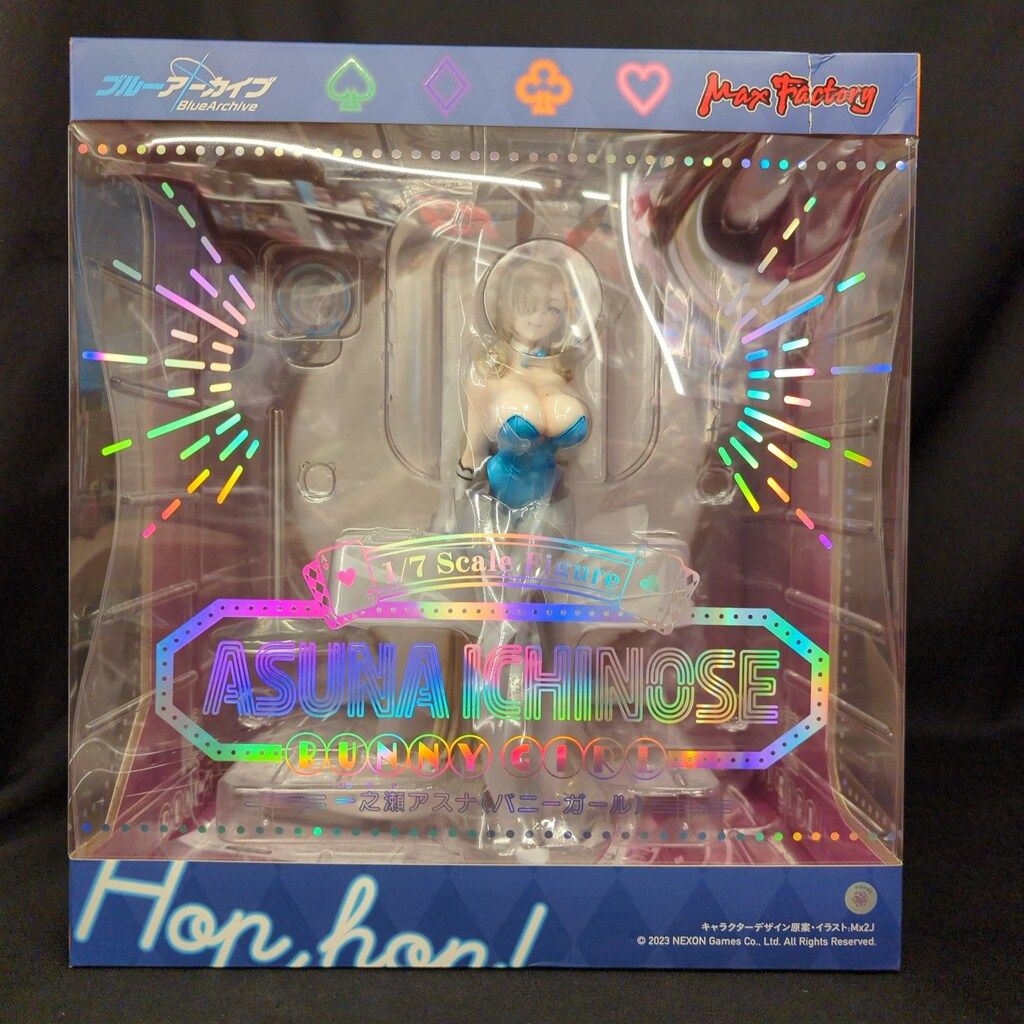 ブルーアーカイブ
BlueArchive
Max Factory
1/7 Scale Figure
ASUNA ICHINOSE
BUNNY GIRL
一之瀬アスナ(バニーガール)
Hop, hop!
キャラクターデザイン原案・イラスト:Mx2J
© 2023 NEXON Games Co., Ltd. All Rights Reserved.